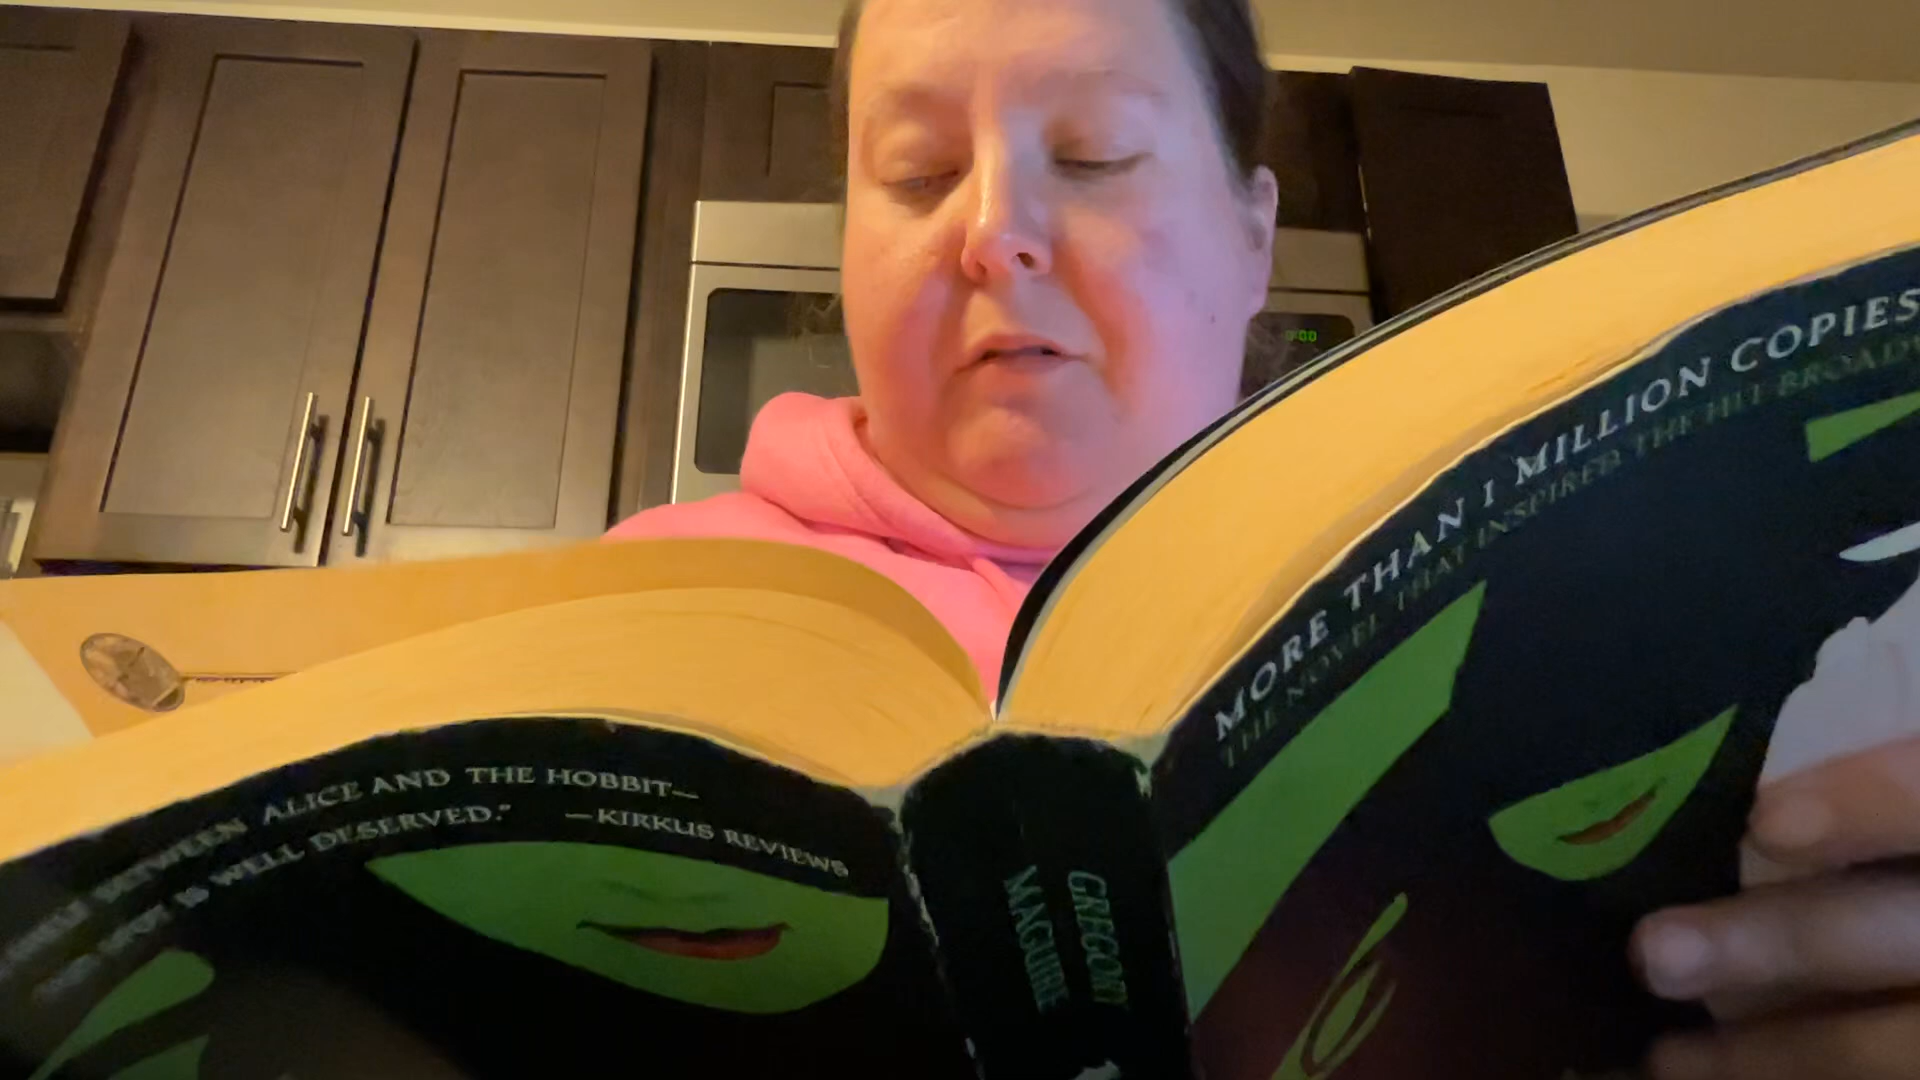 BETWEEN ALICE AND THE HOBBIT—
IS WELL DESERVED." —KIRKUS REVIEWS
GREGORY
MAGUIRE
MORE THAN 1 MILLION COPIES
THE NOVEL THAT INSPIRED THE HIT BROADW